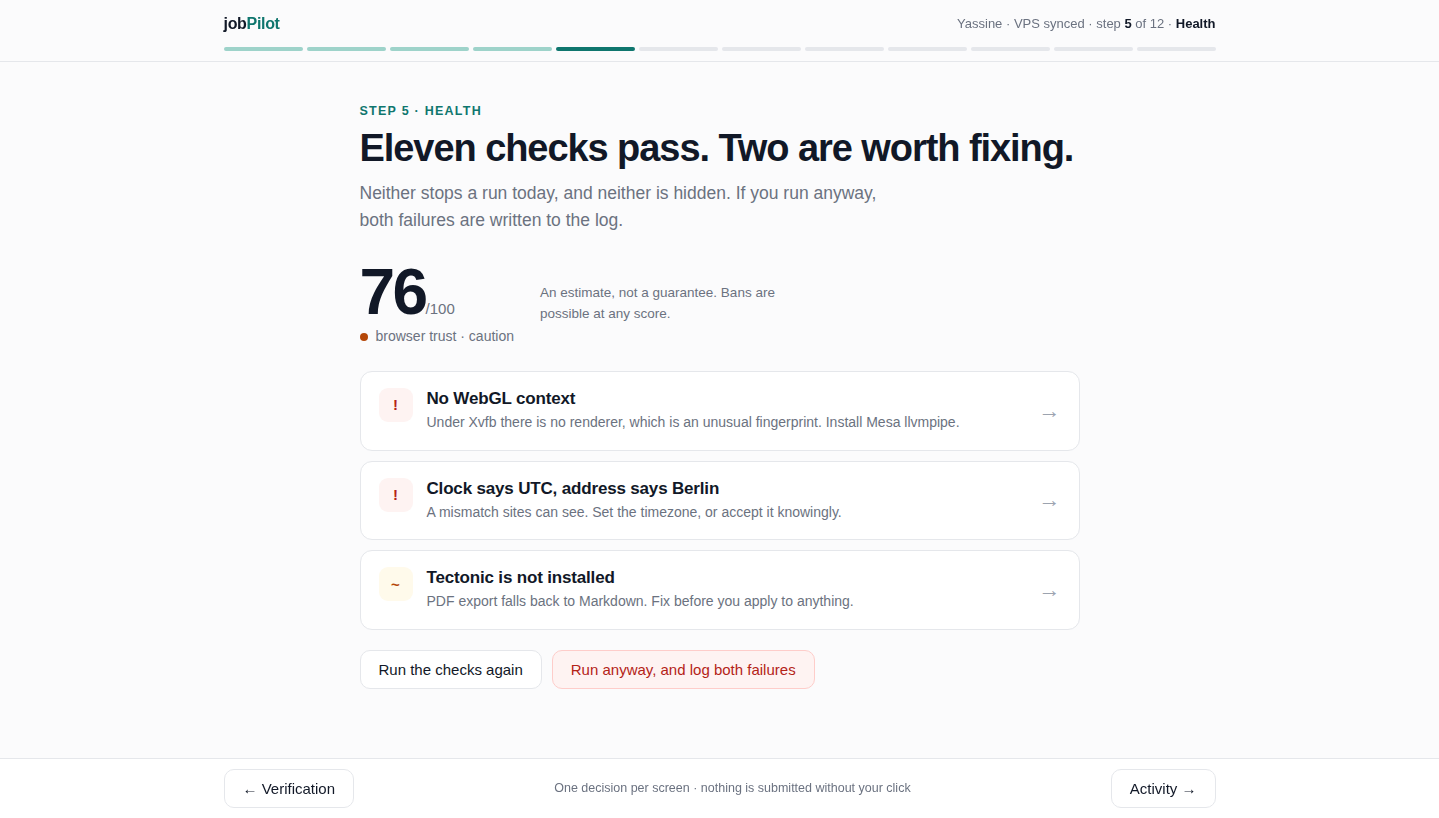 jobPilot
Yassine · VPS synced · step 5 of 12 · Health
STEP 5 · HEALTH
Eleven checks pass. Two are worth fixing.
Neither stops a run today, and neither is hidden. If you run anyway,
both failures are written to the log.
76/100
An estimate, not a guarantee. Bans are
possible at any score.
browser trust · caution
!
No WebGL context
Under Xvfb there is no renderer, which is an unusual fingerprint. Install Mesa llvmpipe.
→
!
Clock says UTC, address says Berlin
A mismatch sites can see. Set the timezone, or accept it knowingly.
→
~
Tectonic is not installed
PDF export falls back to Markdown. Fix before you apply to anything.
→
Run the checks again
Run anyway, and log both failures
← Verification
One decision per screen · nothing is submitted without your click
Activity →